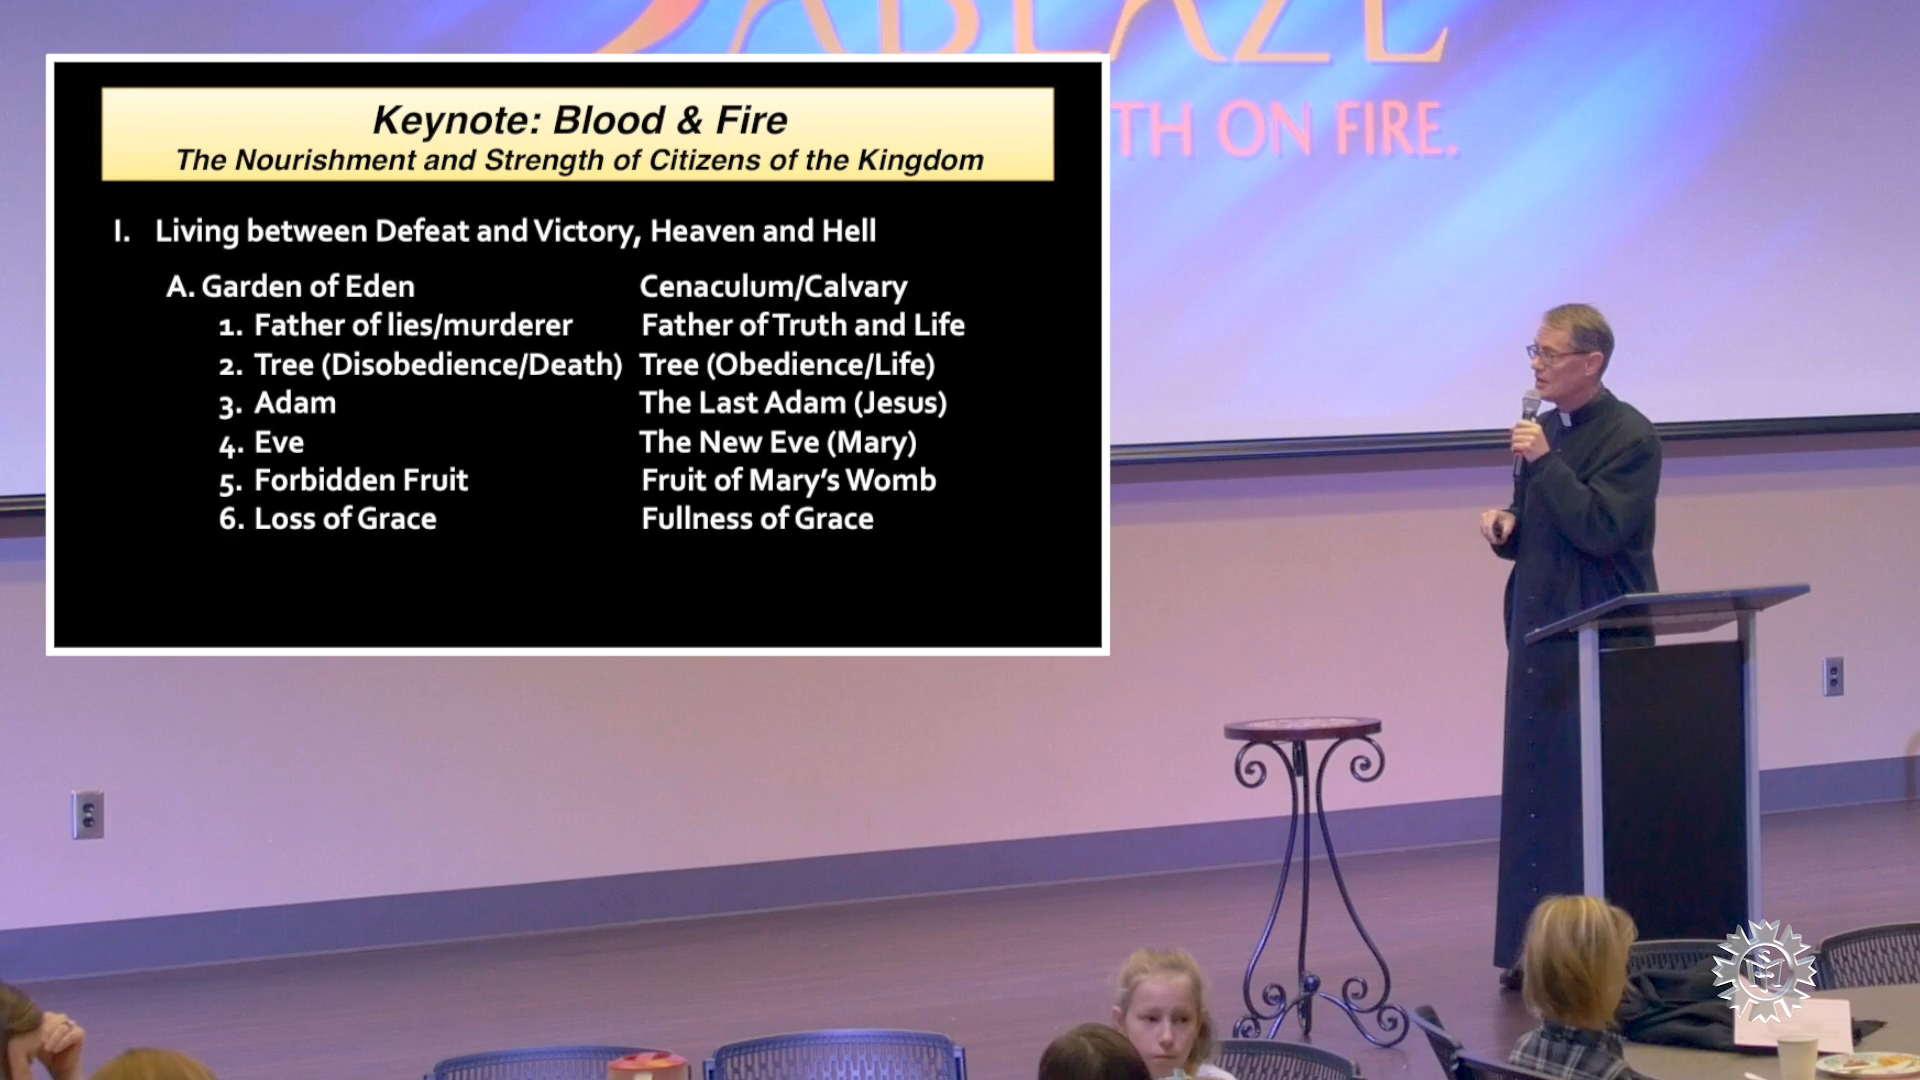 ABLAZE
TH ON FIRE.
Keynote: Blood & Fire
The Nourishment and Strength of Citizens of the Kingdom
I. Living between Defeat and Victory, Heaven and Hell
A. Garden of Eden Cenaculum/Calvary
1. Father of lies/murderer Father of Truth and Life
2. Tree (Disobedience/Death) Tree (Obedience/Life)
3. Adam The Last Adam (Jesus)
4. Eve The New Eve (Mary)
5. Forbidden Fruit Fruit of Mary's Womb
6. Loss of Grace Fullness of Grace